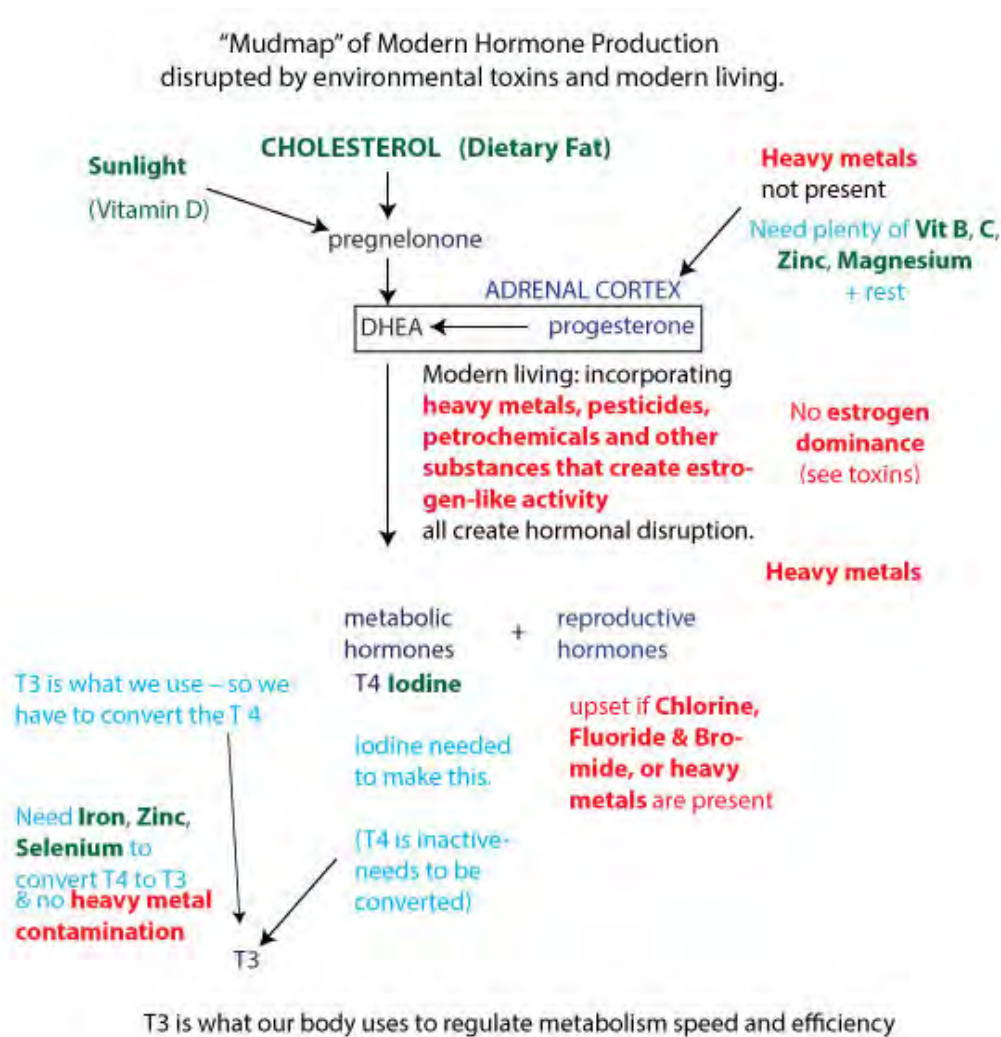 “Mudmap” of Modern Hormone Production
disrupted by environmental toxins and modern living.
CHOLESTEROL (Dietary Fat)
Sunlight
(Vitamin D)
Heavy metals
not present
Need plenty of Vit B, C,
Zinc, Magnesium
+ rest
pregnelonone
ADRENAL CORTEX
DHEA
progesterone
Modern living: incorporating
heavy metals, pesticides,
petrochemicals and other
substances that create estro-
gen-like activity
all create hormonal disruption.
No estrogen
dominance
(see toxins)
Heavy metals
metabolic
hormones
+
reproductive
hormones
T4 Iodine
T3 is what we use – so we
have to convert the T 4
iodine needed
to make this.
upset if Chlorine,
Fluoride & Bro-
mide, or heavy
metals are present
Need Iron, Zinc,
Selenium to
convert T4 to T3
& no heavy metal
contamination
(T4 is inactive-
needs to be
converted)
T3
T3 is what our body uses to regulate metabolism speed and efficiency